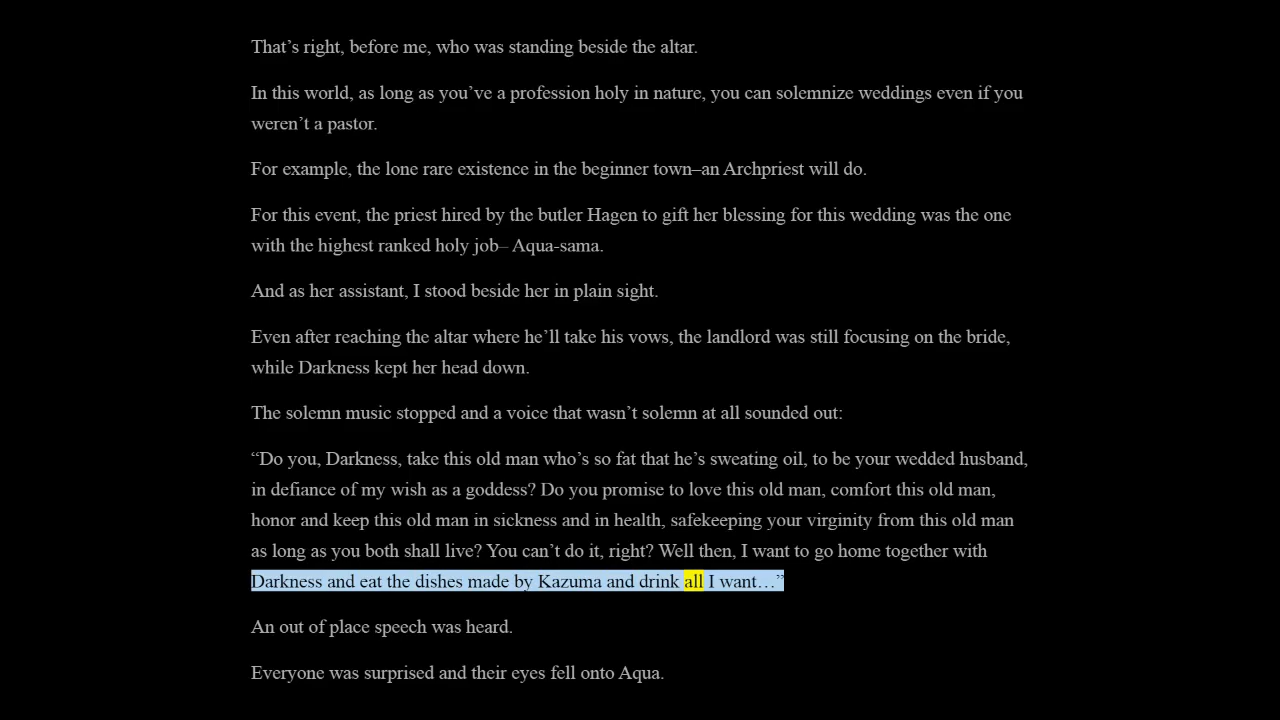 That’s right, before me, who was standing beside the altar.
In this world, as long as you’ve a profession holy in nature, you can solemnize weddings even if you
weren’t a pastor.
For example, the lone rare existence in the beginner town–an Archpriest will do.
For this event, the priest hired by the butler Hagen to gift her blessing for this wedding was the one
with the highest ranked holy job– Aqua-sama.
And as her assistant, I stood beside her in plain sight.
Even after reaching the altar where he’ll take his vows, the landlord was still focusing on the bride,
while Darkness kept her head down.
The solemn music stopped and a voice that wasn’t solemn at all sounded out:
“Do you, Darkness, take this old man who’s so fat that he’s sweating oil, to be your wedded husband,
in defiance of my wish as a goddess? Do you promise to love this old man, comfort this old man,
honor and keep this old man in sickness and in health, safekeeping your virginity from this old man
as long as you both shall live? You can’t do it, right? Well then, I want to go home together with
Darkness and eat the dishes made by Kazuma and drink all I want…”
An out of place speech was heard.
Everyone was surprised and their eyes fell onto Aqua.